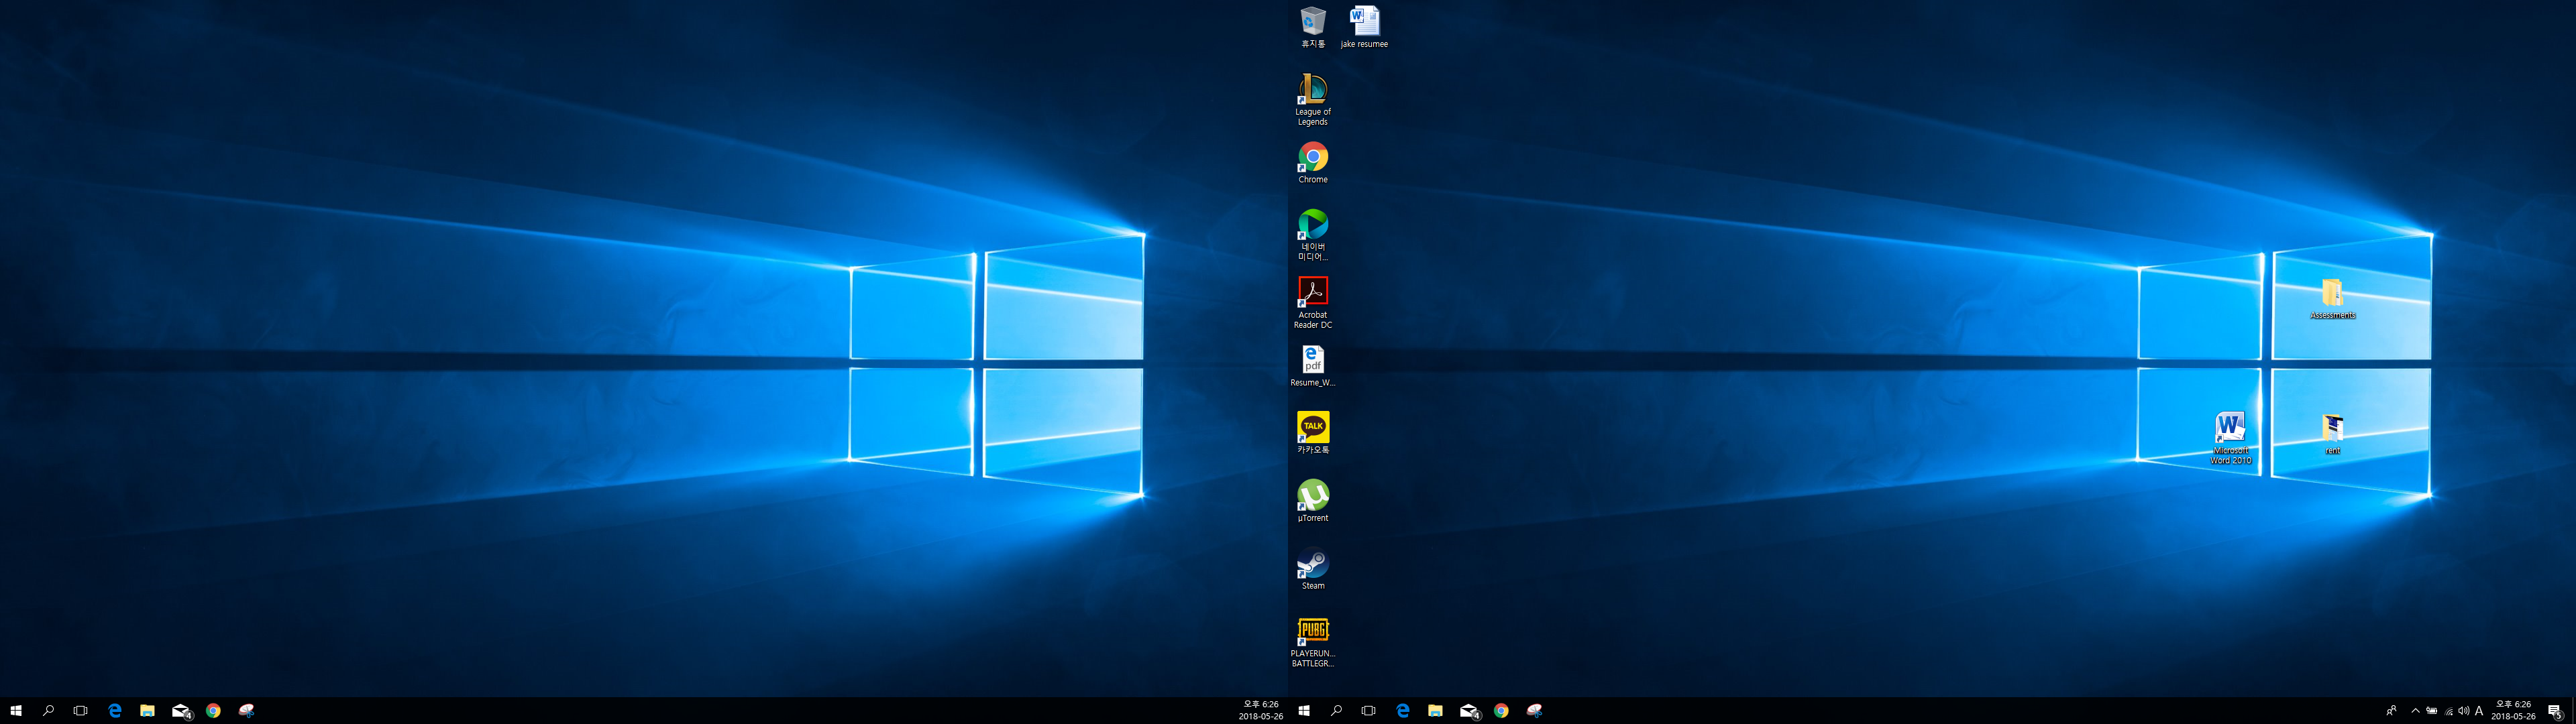 휴지통
jake resumee
League of
Legends
Chrome
네이버
미디어...
Acrobat
Reader DC
pdf
Resume_W...
TALK
카카오톡
µTorrent
Steam
PUBG
PLAYERUN...
BATTLEGR...
Assessments
Microsoft
Word 2010
rent
4
오후 6:26
2018-05-26
4
A
오후 6:26
2018-05-26